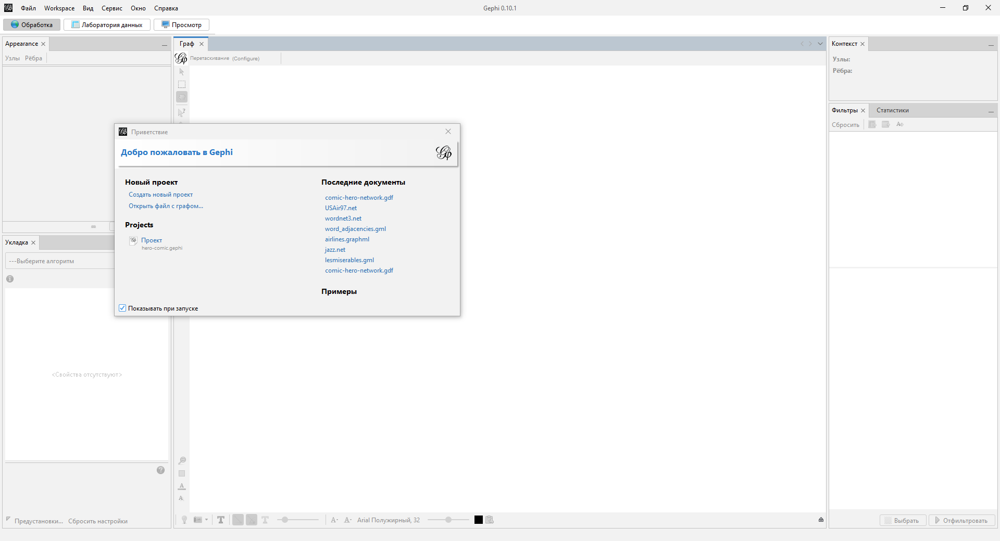 Файл Workspace Вид Сервис Окно Справка
Gephi 0.10.1
Обработка Лаборатория данных Просмотр
Appearance
Узлы Рёбра
Граф
Перетаскивание (Configure)
Контекст
Узлы:
Рёбра:
Фильтры Статистики
Сбросить
Приветствие
Добро пожаловать в Gephi
Новый проект
Создать новый проект
Открыть файл с графом...
Projects
Проект
hero-comic.gephi
Последние документы
comic-hero-network.gdf
USAir97.net
wordnet3.net
word_adjacencies.gml
airlines.graphml
jazz.net
lesmiserables.gml
comic-hero-network.gdf
Примеры
Показывать при запуске
Укладка
---Выберите алгоритм
<Свойства отсутствуют>
Предустановки... Сбросить настройки
Arial Полужирный, 32
Выбрать Отфильтровать